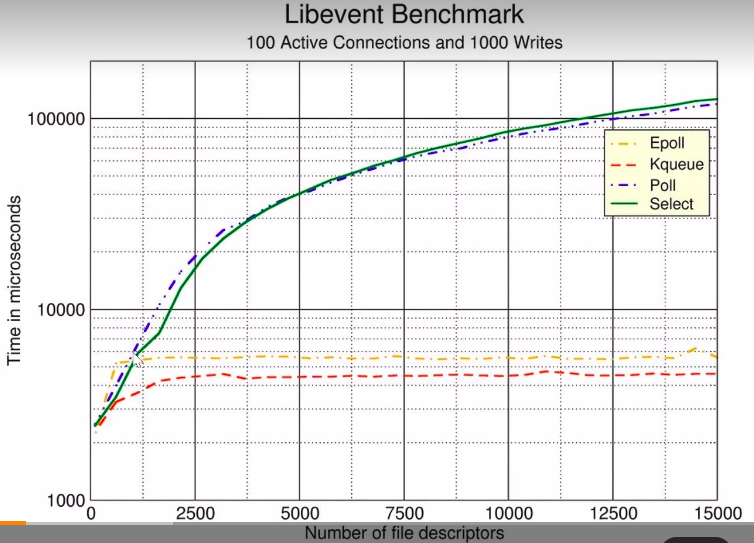 Libevent Benchmark
100 Active Connections and 1000 Writes
Time in microseconds
100000
10000
1000
Epoll
Kqueue
Poll
Select
0 2500 5000 7500 10000 12500 15000
Number of file descriptors